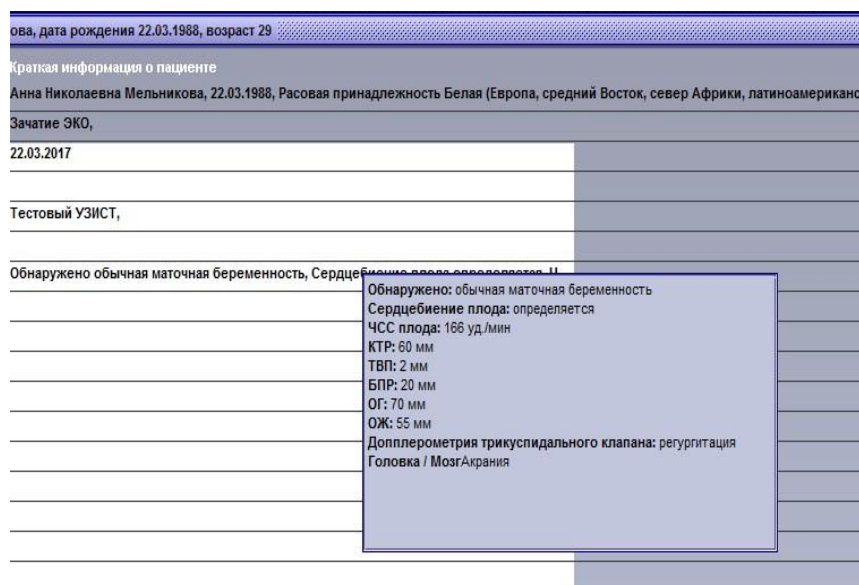 ова, дата рождения 22.03.1988, возраст 29
Краткая информация о пациенте
Анна Николаевна Мельникова, 22.03.1988, Расовая принадлежность Белая (Европа, средний Восток, север Африки, латиноамериканс
Зачатие ЭКО,
22.03.2017
Тестовый УЗИСТ,
Обнаружено обычная маточная беременность, Сердцебиение плода определяется, Ч
Обнаружено: обычная маточная беременность
Сердцебиение плода: определяется
ЧСС плода: 166 уд./мин
КТР: 60 мм
ТВП: 2 мм
БПР: 20 мм
ОГ: 70 мм
ОЖ: 55 мм
Допплерометрия трикуспидального клапана: регургитация
Головка / МозгАкрания